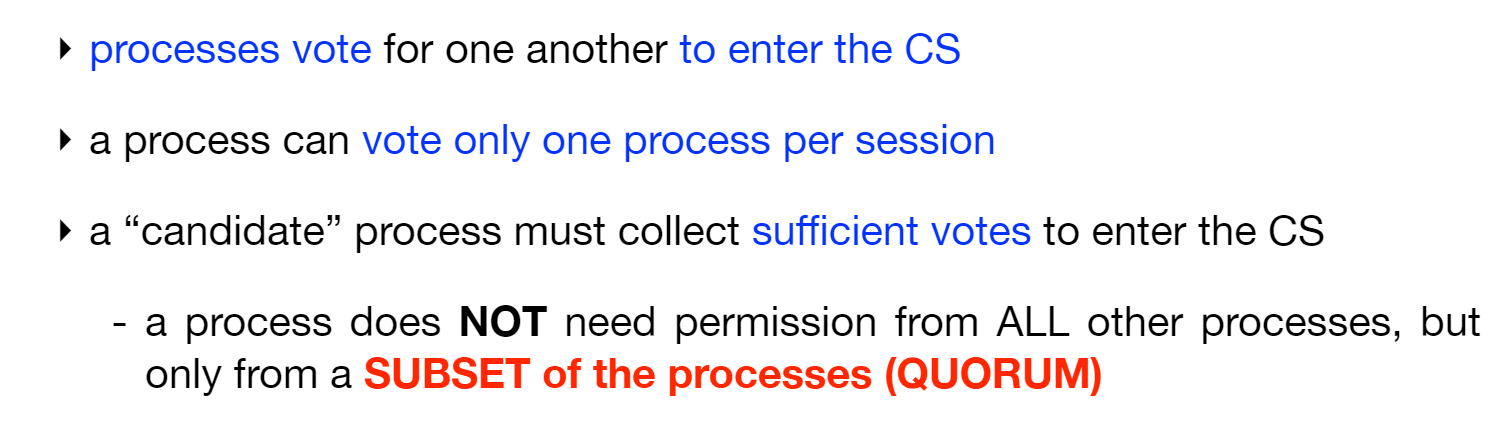 ‣ processes vote for one another to enter the CS
‣ a process can vote only one process per session
‣ a “candidate” process must collect sufficient votes to enter the CS
- a process does NOT need permission from ALL other processes, but
only from a SUBSET of the processes (QUORUM)